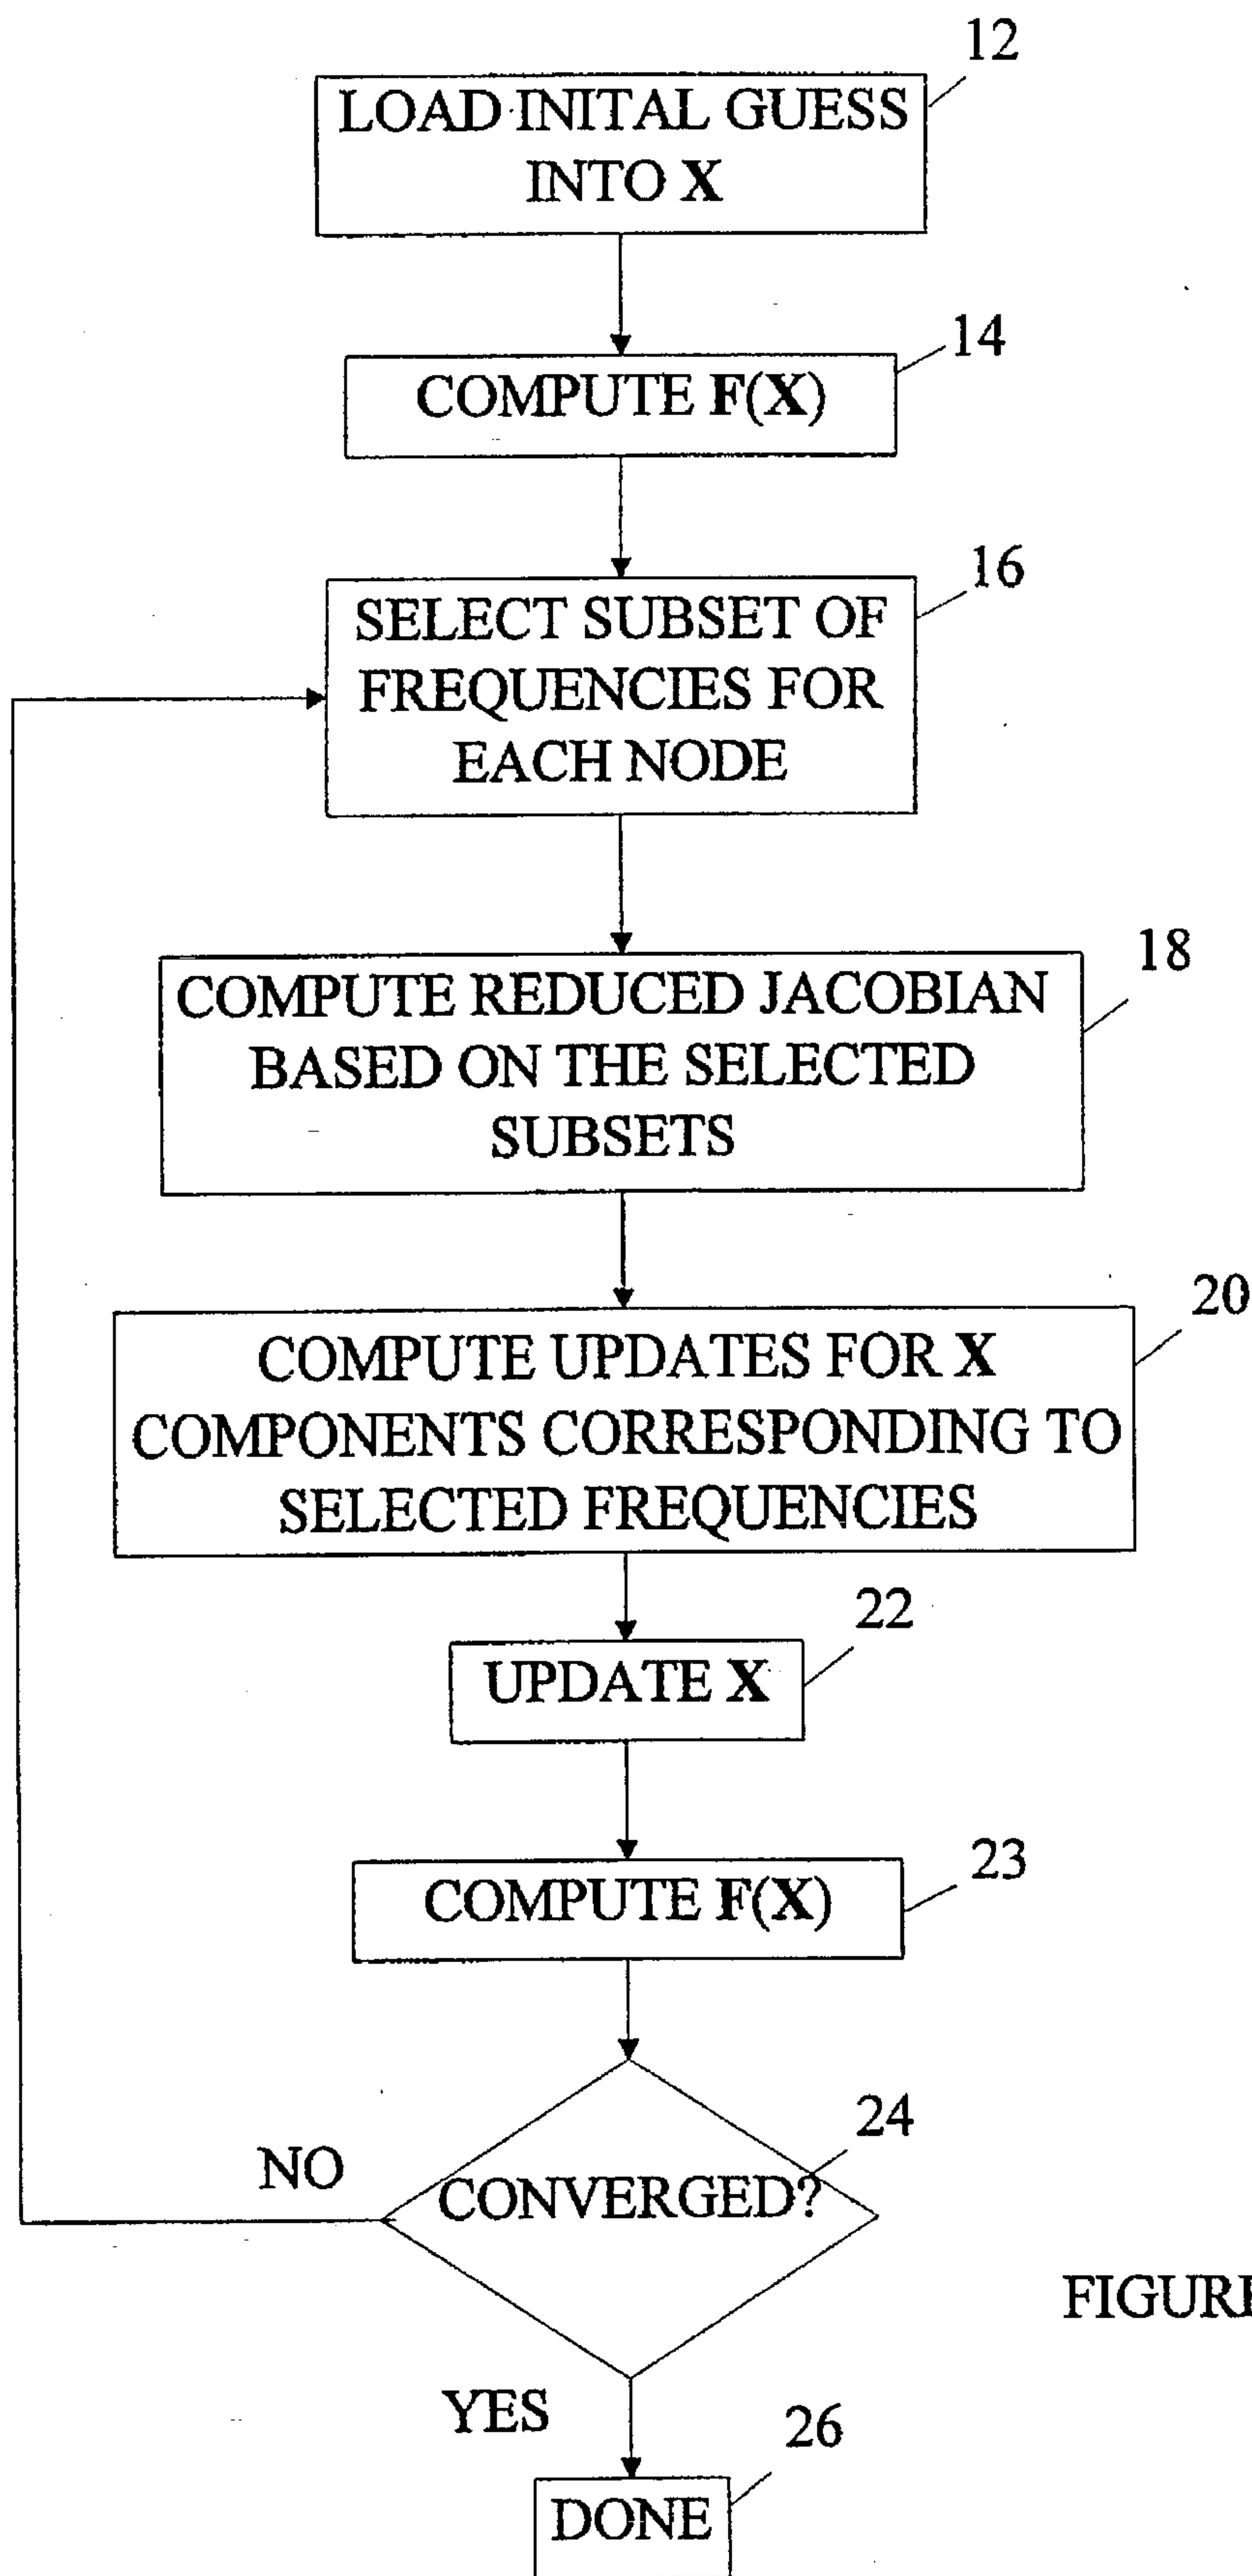 12
LOAD INITAL GUESS
INTO X
14
COMPUTE F(X)
16
SELECT SUBSET OF
FREQUENCIES FOR
EACH NODE
18
COMPUTE REDUCED JACOBIAN
BASED ON THE SELECTED
SUBSETS
20
COMPUTE UPDATES FOR X
COMPONENTS CORRESPONDING TO
SELECTED FREQUENCIES
22
UPDATE X
23
COMPUTE F(X)
24
NO
CONVERGED?
YES
26
DONE